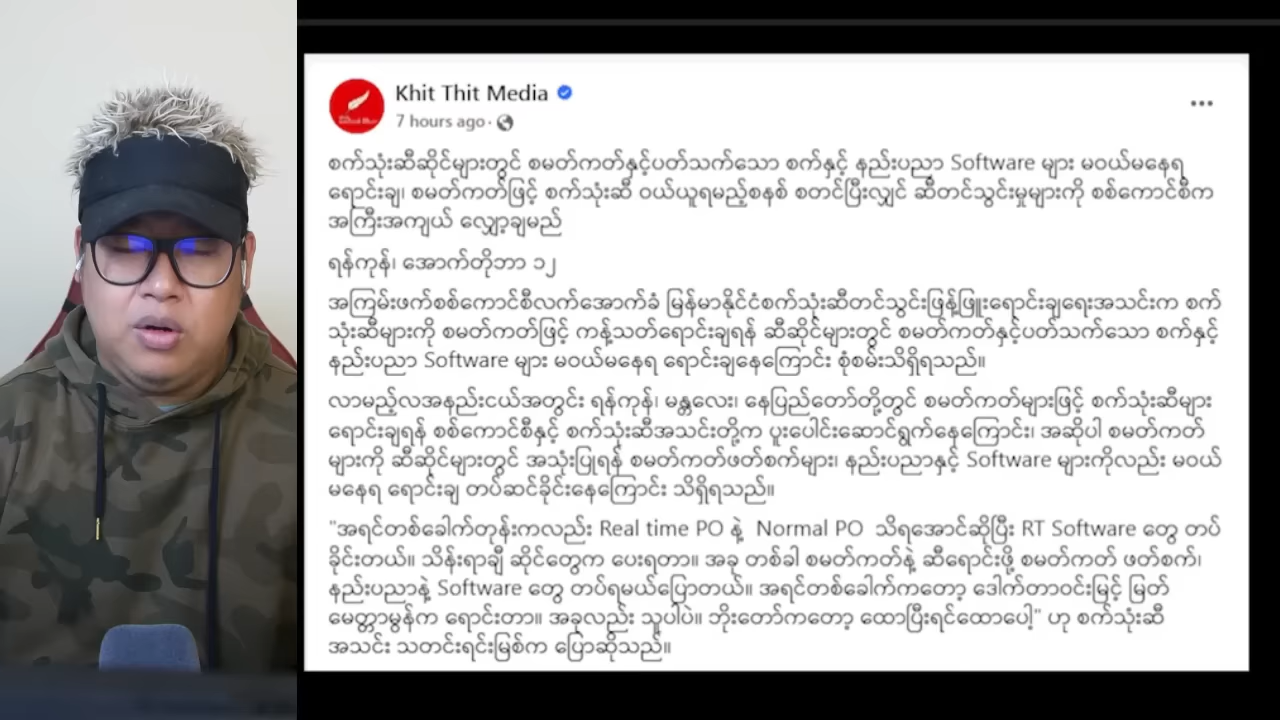 Khit Thit Media
7 hours ago
စက်သုံးဆီဆိုင်များတွင် စမတ်ကတ်နှင့်ပတ်သက်သော စက်နှင့် နည်းပညာ Software များ မဝယ်မနေရ
ရောင်းချ၊ စမတ်ကတ်ဖြင့် စက်သုံးဆီ ဝယ်ယူရမည့်စနစ် စတင်ပြီးလျှင် ဆီတင်သွင်းမှုများကို စစ်ကောင်စီက
အကြီးအကျယ် လျှော့ချမည်
ရန်ကုန်၊ အောက်တိုဘာ ၁၂
အကြမ်းဖက်စစ်ကောင်စီလက်အောက်ခံ မြန်မာနိုင်ငံစက်သုံးဆီတင်သွင်းဖြန့်ဖြူးရောင်းချရေးအသင်းက စက်
သုံးဆီများကို စမတ်ကတ်ဖြင့် ကန့်သတ်ရောင်းချရန် ဆီဆိုင်များတွင် စမတ်ကတ်နှင့်ပတ်သက်သော စက်နှင့်
နည်းပညာ Software များ မဝယ်မနေရ ရောင်းချနေကြောင်း စုံစမ်းသိရှိရသည်။
လာမည့်လအနည်းငယ်အတွင်း ရန်ကုန်၊ မန္တလေး၊ နေပြည်တော်တို့တွင် စမတ်ကတ်များဖြင့် စက်သုံးဆီများ
ရောင်းချရန် စစ်ကောင်စီနှင့် စက်သုံးဆီအသင်းတို့က ပူးပေါင်းဆောင်ရွက်နေကြောင်း၊ အဆိုပါ စမတ်ကတ်
များကို ဆီဆိုင်များတွင် အသုံးပြုရန် စမတ်ကတ်ဖတ်စက်များ၊ နည်းပညာနှင့် Software များကိုလည်း မဝယ်
မနေရ ရောင်းချ တပ်ဆင်ခိုင်းနေကြောင်း သိရှိရသည်။
"အရင်တစ်ခေါက်တုန်းကလည်း Real time PO နဲ့ Normal PO သိရအောင်ဆိုပြီး RT Software တွေ တပ်
ခိုင်းတယ်။ သိန်းရာချီ ဆိုင်တွေက ပေးရတာ။ အခု တစ်ခါ စမတ်ကတ်နဲ့ ဆီရောင်းဖို့ စမတ်ကတ် ဖတ်စက်၊
နည်းပညာနဲ့ Software တွေ တပ်ရမယ်ပြောတယ်။ အရင်တစ်ခေါက်ကတော့ ဒေါက်တာဝင်းမြင့် မြတ်
မေတ္တာမွန်က ရောင်းတာ။ အခုလည်း သူပါပဲ။ ဘိုးတော်ကတော့ ထောပြီးရင်ထောပေါ့" ဟု စက်သုံးဆီ
အသင်း သတင်းရင်းမြစ်က ပြောဆိုသည်။